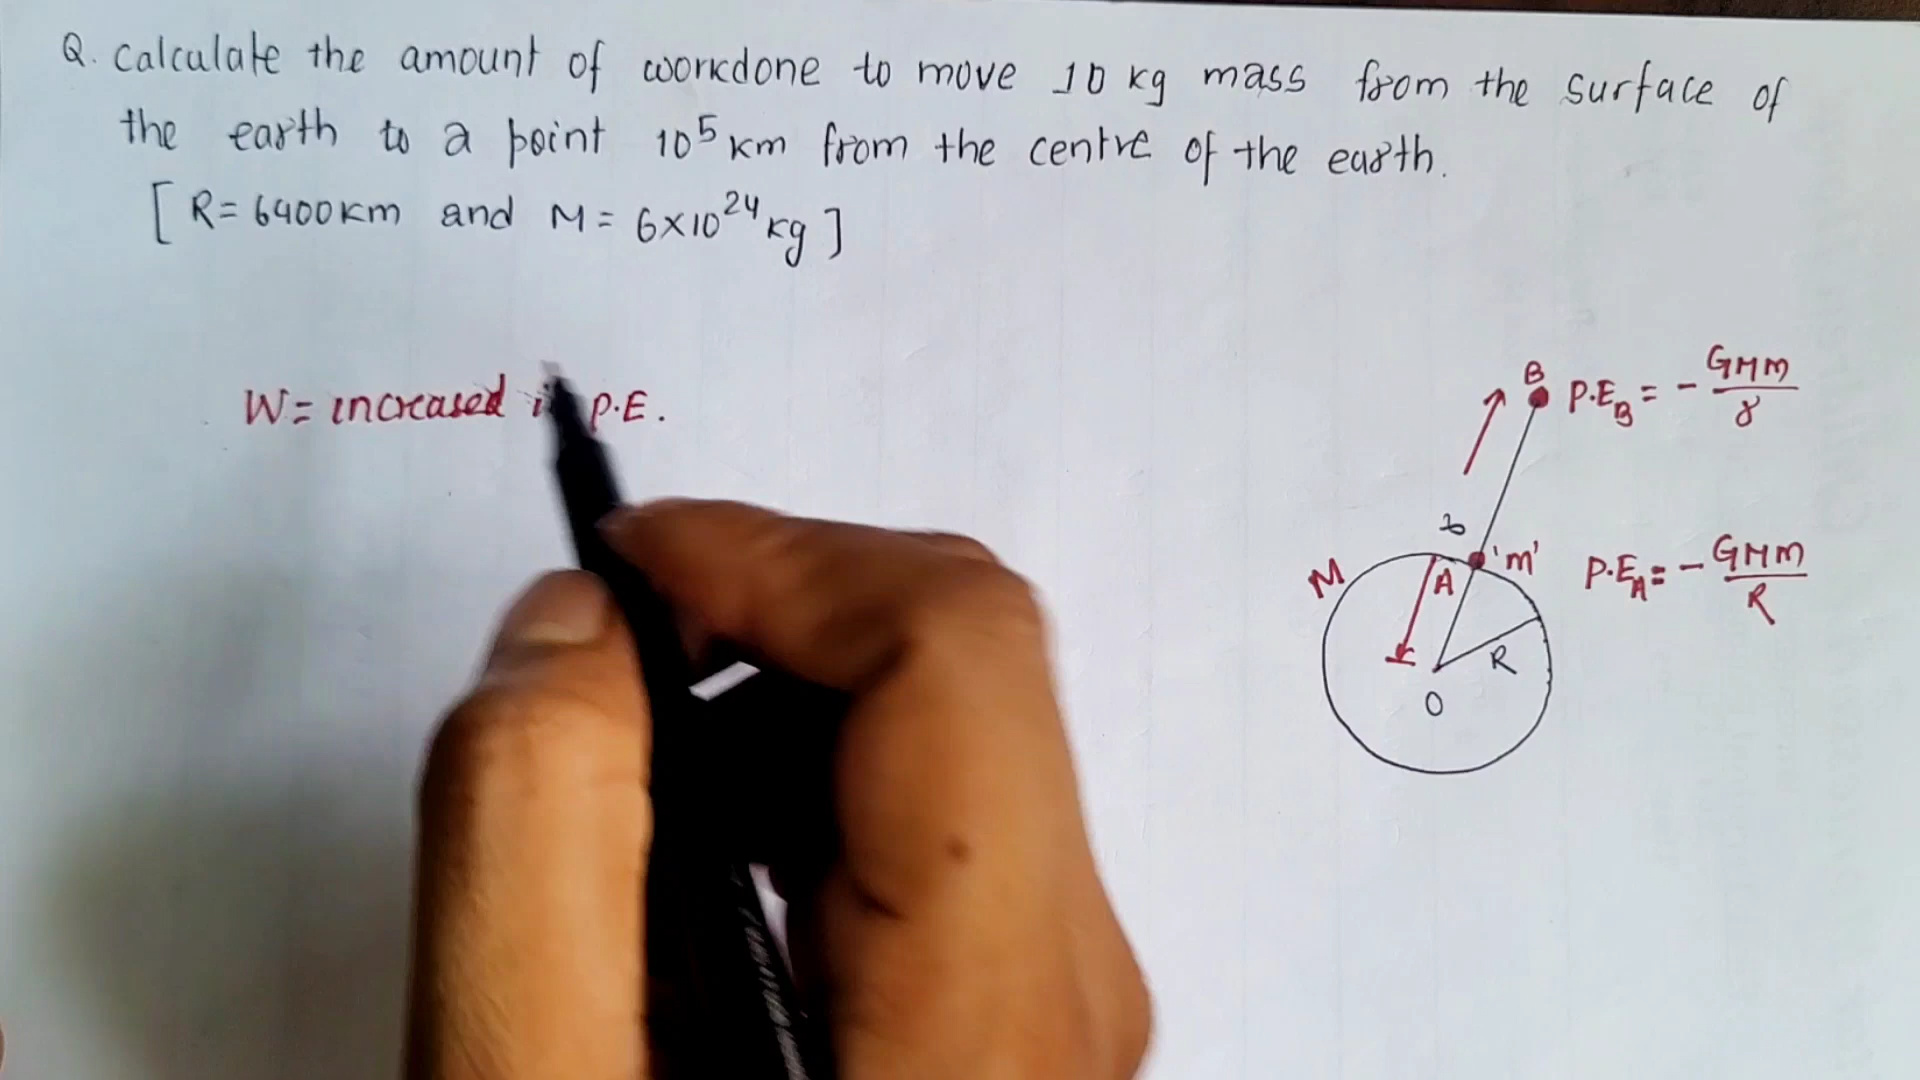 Q. Calculate the amount of workdone to move 10 kg mass from the surface of
the earth to a point 10⁵ km from the centre of the earth.
[ R = 6400 km and M = 6×10²⁴ kg ]
W = increased P.E.
B P.E_B = - GMm/r
r
M A 'm' P.E_A = - GMm/R
R
O